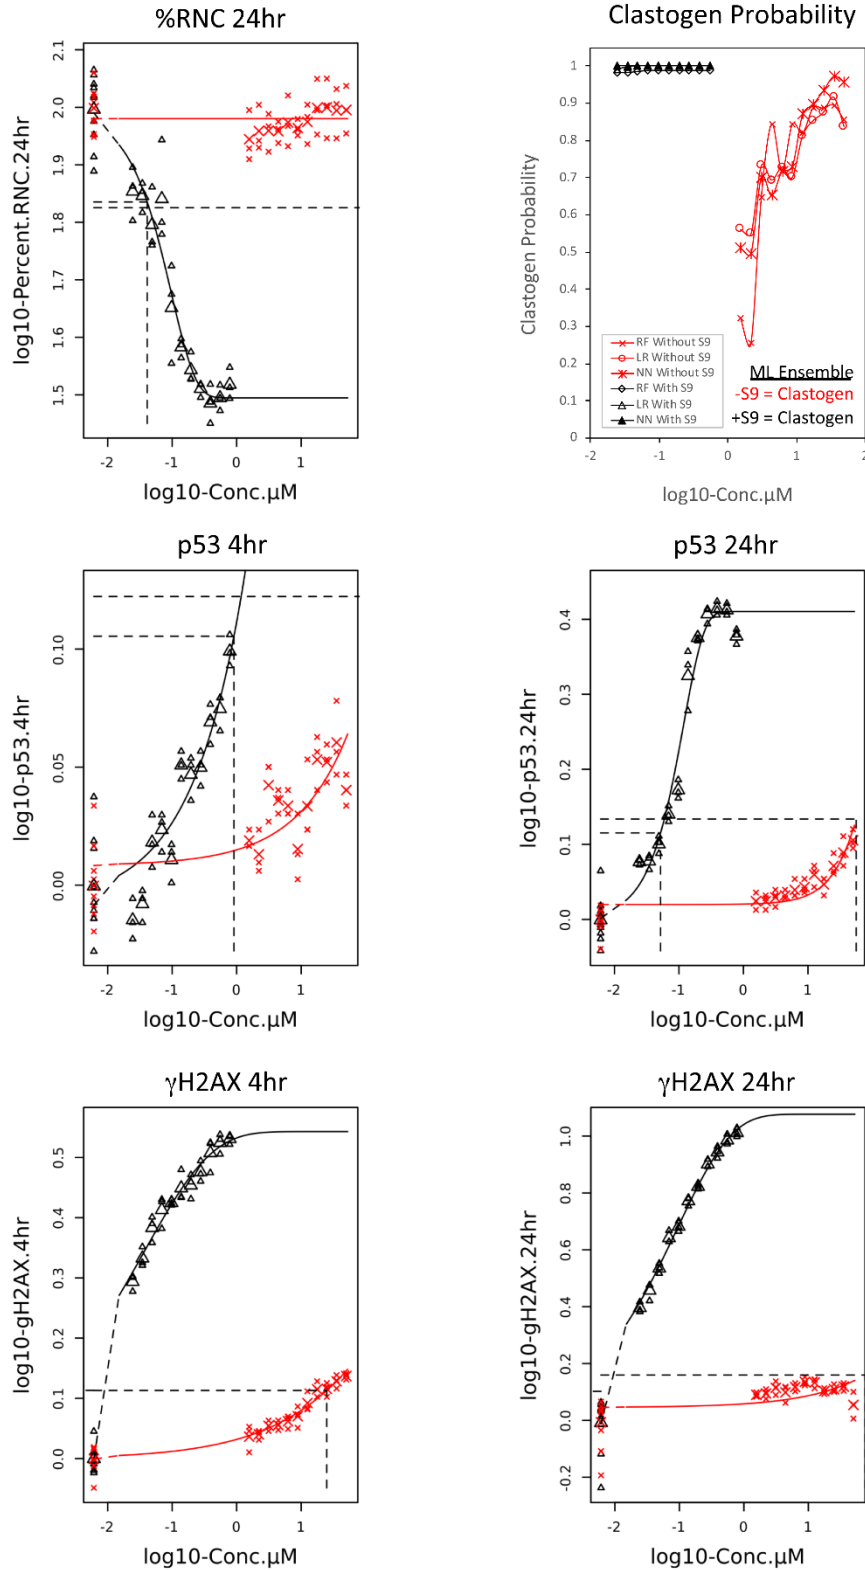 %RNC 24hr
log10-Percent.RNC.24hr
2.1
2.0
1.9
1.8
1.7
1.6
1.5
-2 -1 0 1
log10-Conc.µM
Clastogen Probability
Clastogen Probability
1
0.9
0.8
0.7
0.6
0.5
0.4
0.3
0.2
0.1
0
RF Without S9
LR Without S9
NN Without S9
RF With S9
LR With S9
NN With S9
ML Ensemble
-S9 = Clastogen
+S9 = Clastogen
-2 -1 0 1 2
log10-Conc.µM
p53 4hr
log10-p53.4hr
0.10
0.05
0.00
-2 -1 0 1
log10-Conc.µM
p53 24hr
log10-p53.24hr
0.4
0.3
0.2
0.1
0.0
-2 -1 0 1
log10-Conc.µM
γH2AX 4hr
log10-gH2AX.4hr
0.5
0.4
0.3
0.2
0.1
0.0
-2 -1 0 1
log10-Conc.µM
γH2AX 24hr
log10-gH2AX.24hr
1.0
0.8
0.6
0.4
0.2
0.0
-0.2
-2 -1 0 1
log10-Conc.µM